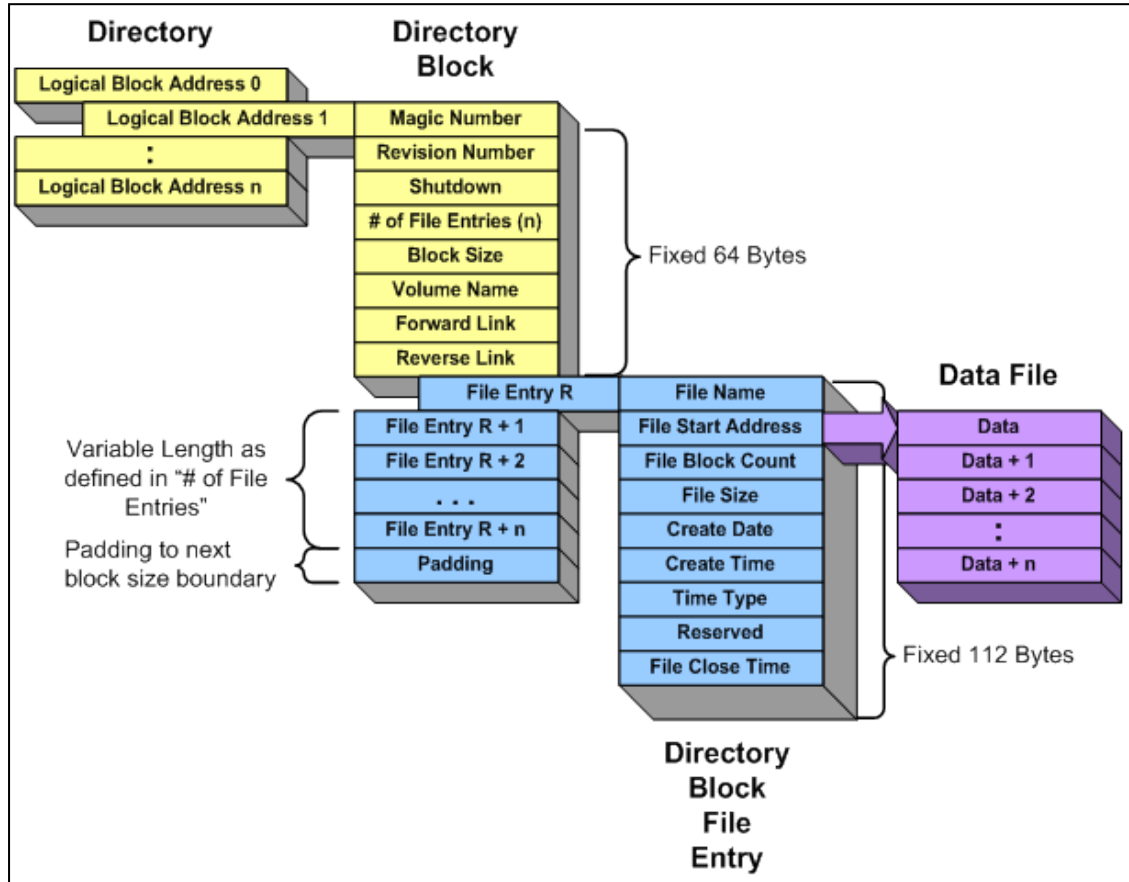 Directory
Logical Block Address 0
Logical Block Address 1
:
Logical Block Address n
Directory
Block
Magic Number
Revision Number
Shutdown
# of File Entries (n)
Block Size
Volume Name
Forward Link
Reverse Link
Fixed 64 Bytes
File Entry R
File Entry R + 1
File Entry R + 2
. . .
File Entry R + n
Padding
Variable Length as
defined in “# of File
Entries”
Padding to next
block size boundary
File Name
File Start Address
File Block Count
File Size
Create Date
Create Time
Time Type
Reserved
File Close Time
Fixed 112 Bytes
Directory
Block
File
Entry
Data File
Data
Data + 1
Data + 2
:
Data + n